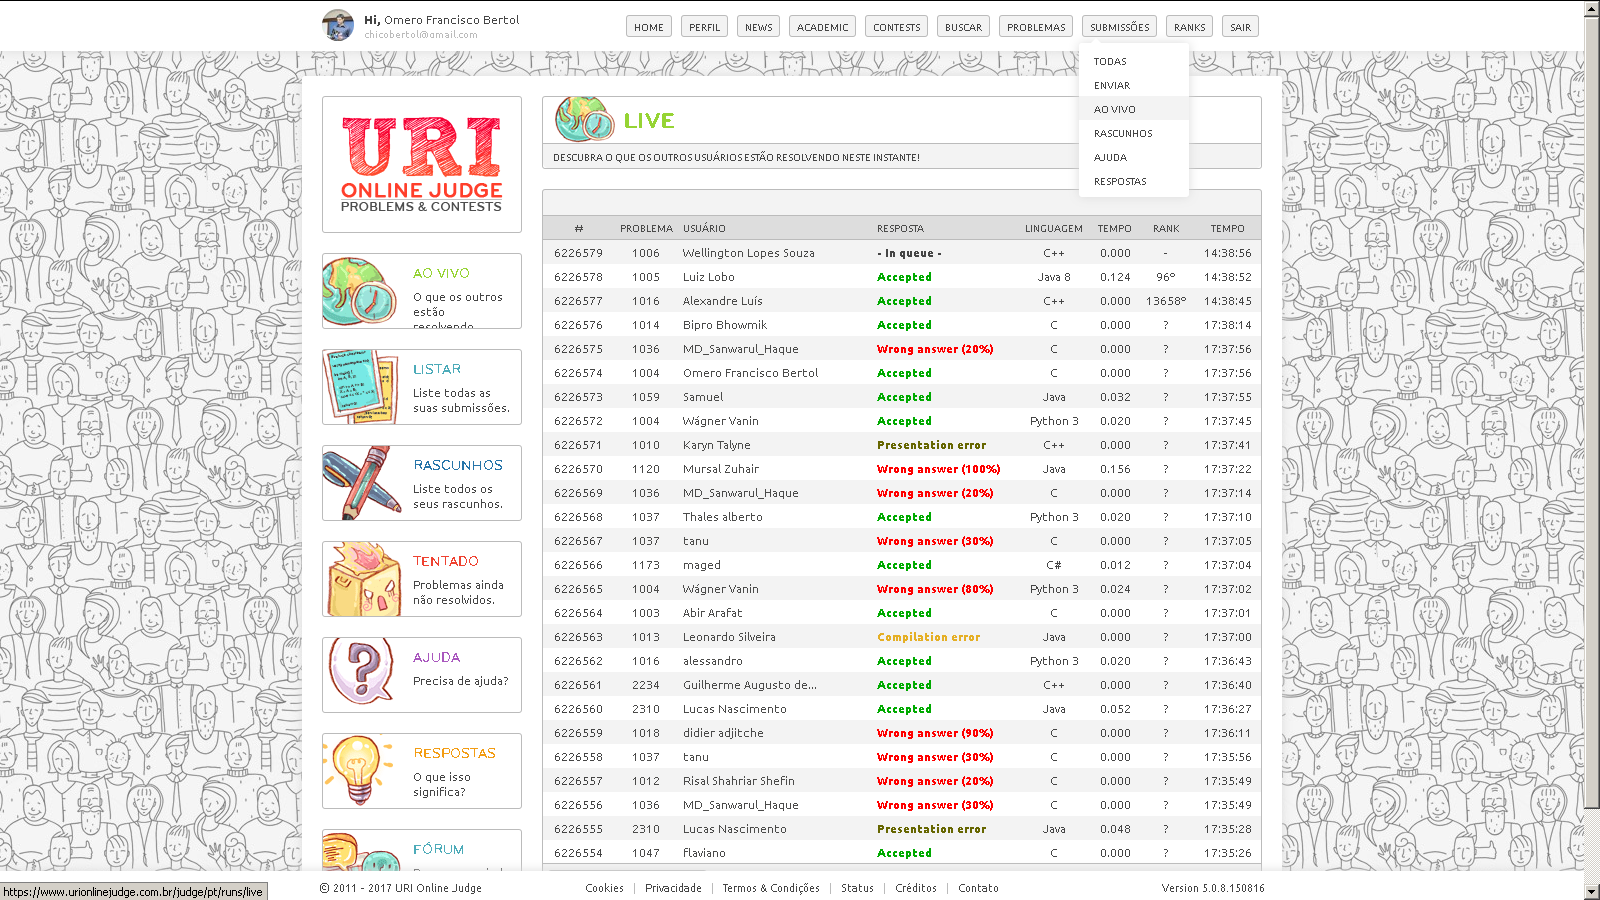 Hi, Omero Francisco Bertol
chicobertol@gmail.com
HOME PERFIL NEWS ACADEMIC CONTESTS BUSCAR PROBLEMAS SUBMISSÕES RANKS SAIR
TODAS
ENVIAR
AO VIVO
RASCUNHOS
AJUDA
RESPOSTAS
URI
ONLINE JUDGE
PROBLEMS & CONTESTS
AO VIVO
O que os outros
estão
resolvendo
LISTAR
Liste todas as
suas submissões.
RASCUNHOS
Liste todos os
seus rascunhos.
TENTADO
Problemas ainda
não resolvidos.
AJUDA
Precisa de ajuda?
RESPOSTAS
O que isso
significa?
FÓRUM
LIVE
DESCUBRA O QUE OS OUTROS USUÁRIOS ESTÃO RESOLVENDO NESTE INSTANTE!
# PROBLEMA USUÁRIO RESPOSTA LINGUAGEM TEMPO RANK TEMPO
6226579 1006 Wellington Lopes Souza - In queue - C++ 0.000 - 14:38:56
6226578 1005 Luiz Lobo Accepted Java 8 0.124 96º 14:38:52
6226577 1016 Alexandre Luís Accepted C++ 0.000 13658º 14:38:45
6226576 1014 Bipro Bhowmik Accepted C 0.000 ? 17:38:14
6226575 1036 MD_Sanwarul_Haque Wrong answer (20%) C 0.000 ? 17:37:56
6226574 1004 Omero Francisco Bertol Accepted C 0.000 ? 17:37:56
6226573 1059 Samuel Accepted Java 0.032 ? 17:37:55
6226572 1004 Wágner Vanin Accepted Python 3 0.020 ? 17:37:45
6226571 1010 Karyn Talyne Presentation error C++ 0.000 ? 17:37:41
6226570 1120 Mursal Zuhair Wrong answer (100%) Java 0.156 ? 17:37:22
6226569 1036 MD_Sanwarul_Haque Wrong answer (20%) C 0.000 ? 17:37:14
6226568 1037 Thales alberto Accepted Python 3 0.020 ? 17:37:10
6226567 1037 tanu Wrong answer (30%) C 0.000 ? 17:37:05
6226566 1173 maged Accepted C# 0.012 ? 17:37:04
6226565 1004 Wágner Vanin Wrong answer (80%) Python 3 0.024 ? 17:37:02
6226564 1003 Abir Arafat Accepted C 0.000 ? 17:37:01
6226563 1013 Leonardo Silveira Compilation error Java 0.000 ? 17:37:00
6226562 1016 alessandro Accepted Python 3 0.020 ? 17:36:43
6226561 2234 Guilherme Augusto de... Accepted C++ 0.000 ? 17:36:40
6226560 2310 Lucas Nascimento Accepted Java 0.052 ? 17:36:27
6226559 1018 didier adjitche Wrong answer (90%) C 0.000 ? 17:36:11
6226558 1037 tanu Wrong answer (30%) C 0.000 ? 17:35:56
6226557 1012 Risal Shahriar Shefin Wrong answer (20%) C 0.000 ? 17:35:49
6226556 1036 MD_Sanwarul_Haque Wrong answer (30%) C 0.000 ? 17:35:49
6226555 2310 Lucas Nascimento Presentation error Java 0.048 ? 17:35:28
6226554 1047 flaviano Accepted C 0.000 ? 17:35:26
https://www.urionlinejudge.com.br/judge/pt/runs/live
© 2011 - 2017 URI Online Judge Cookies | Privacidade | Termos & Condições | Status | Créditos | Contato Version 5.0.8.150816